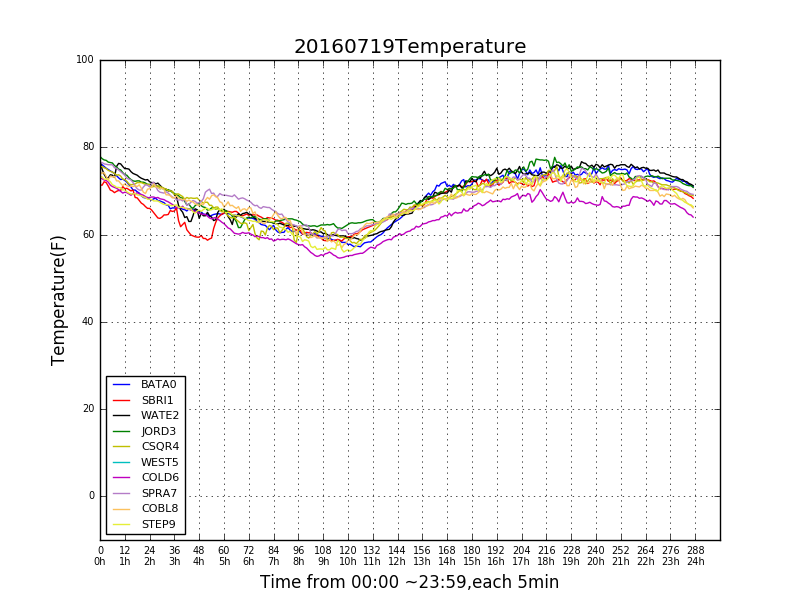 20160719Temperature
100
80
60
40
20
0
Temperature(F)
BATA0
SBRI1
WATE2
JORD3
CSQR4
WEST5
COLD6
SPRA7
COBL8
STEP9
0 12 24 36 48 60 72 84 96 108 120 132 144 156 168 180 192 204 216 228 240 252 264 276 288
0h 1h 2h 3h 4h 5h 6h 7h 8h 9h 10h 11h 12h 13h 14h 15h 16h 17h 18h 19h 20h 21h 22h 23h 24h
Time from 00:00 ~23:59,each 5min